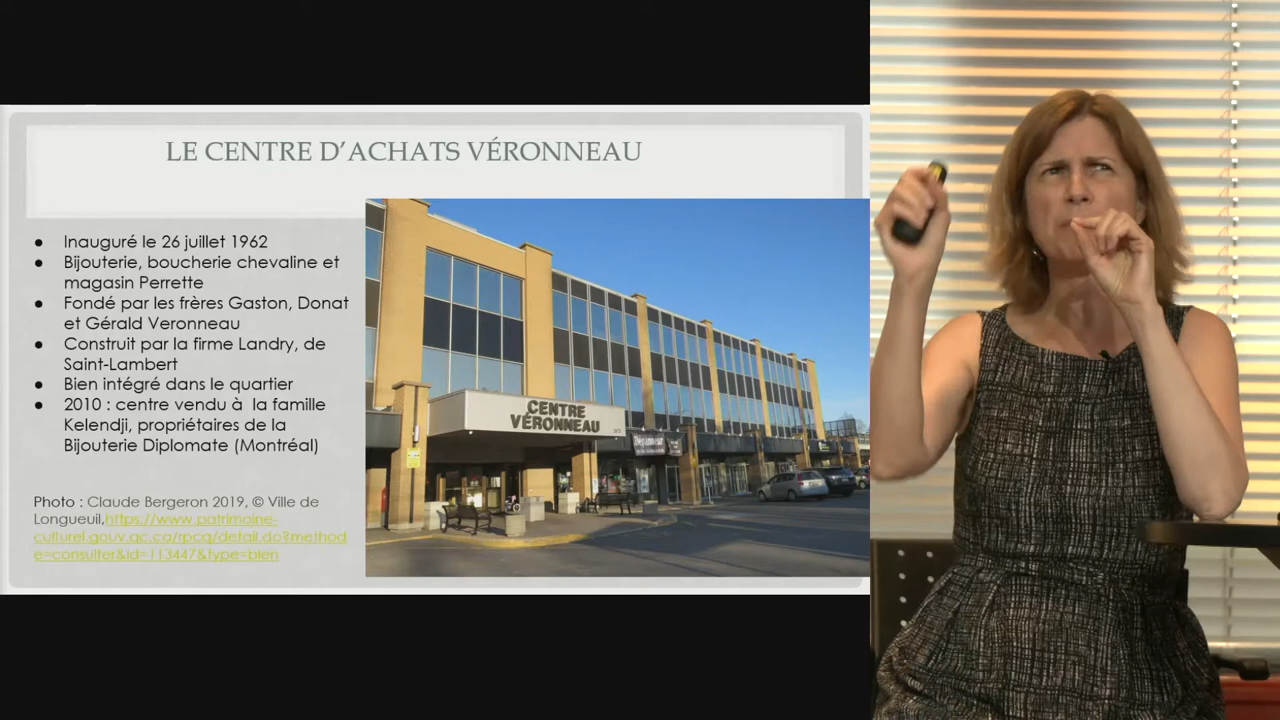 LE CENTRE D'ACHATS VÉRONNEAU
● Inauguré le 26 juillet 1962
● Bijouterie, boucherie chevaline et
magasin Perrette
● Fondé par les frères Gaston, Donat
et Gérald Veronneau
● Construit par la firme Landry, de
Saint-Lambert
● Bien intégré dans le quartier
● 2010 : centre vendu à  la famille
Kelendji, propriétaires de la
Bijouterie Diplomate (Montréal)
Photo : Claude Bergeron 2019, © Ville de
Longueuil,https://www.patrimoine-
culturel.gouv.qc.ca/rpcq/detail.do?method
e=consulter&id=113447&type=bien
CENTRE
VÉRONNEAU
Dépanneur